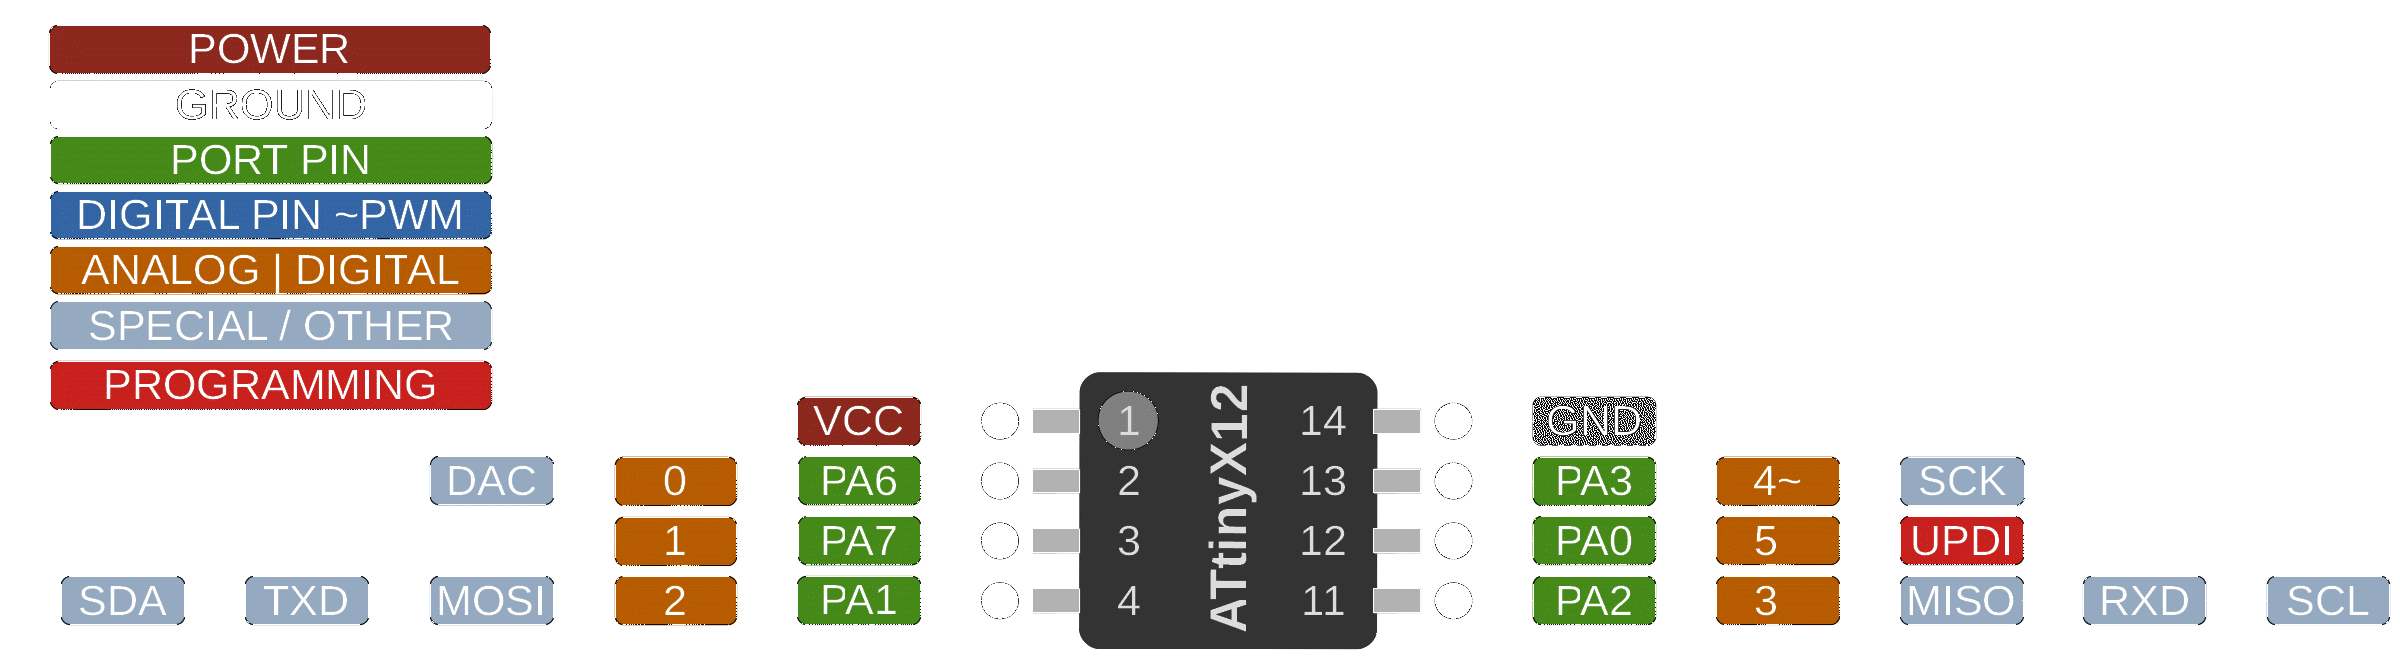 POWER
GROUND
PORT PIN
DIGITAL PIN ~PWM
ANALOG | DIGITAL
SPECIAL / OTHER
PROGRAMMING
VCC 1 14 GND
DAC 0 PA6 2 13 PA3 4~ SCK
1 PA7 3 12 PA0 5 UPDI
SDA TXD MOSI 2 PA1 4 11 PA2 3 MISO RXD SCL
ATtinyX12